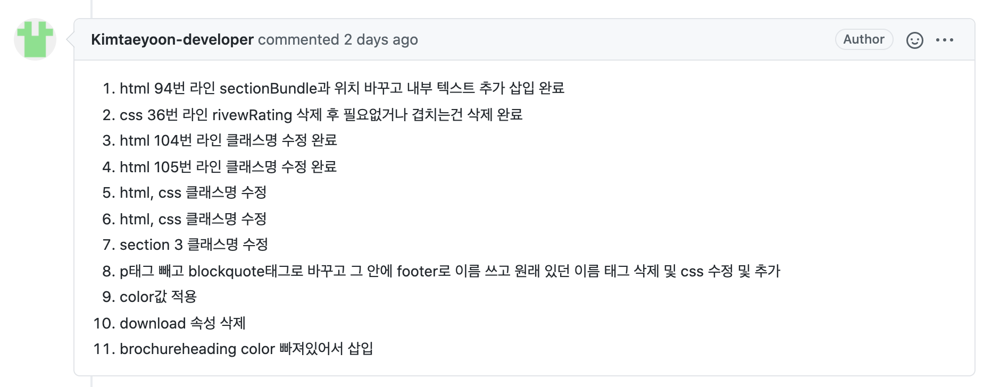 Kimtaeyoon-developer commented 2 days ago Author
1. html 94번 라인 sectionBundle과 위치 바꾸고 내부 텍스트 추가 삽입 완료
2. css 36번 라인 rivewRating 삭제 후 필요없거나 겹치는건 삭제 완료
3. html 104번 라인 클래스명 수정 완료
4. html 105번 라인 클래스명 수정 완료
5. html, css 클래스명 수정
6. html, css 클래스명 수정
7. section 3 클래스명 수정
8. p태그 빼고 blockquote태그로 바꾸고 그 안에 footer로 이름 쓰고 원래 있던 이름 태그 삭제 및 css 수정 및 추가
9. color값 적용
10. download 속성 삭제
11. brochureheading color 빠져있어서 삽입